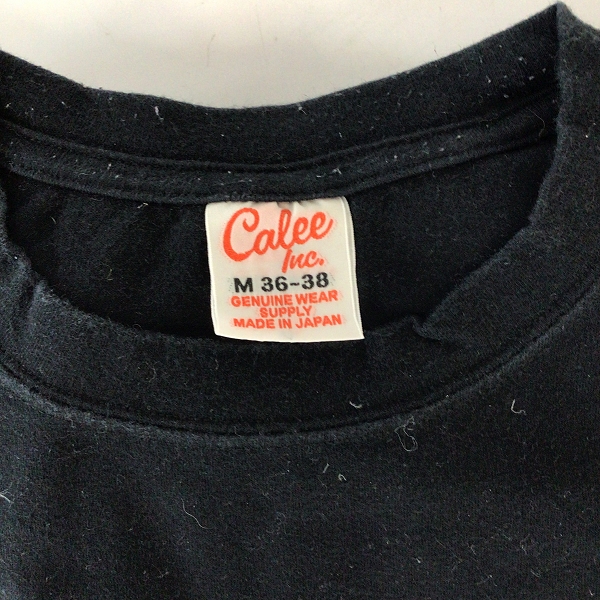 Calee
Inc.
M 36~38
GENUINE WEAR
SUPPLY
MADE IN JAPAN